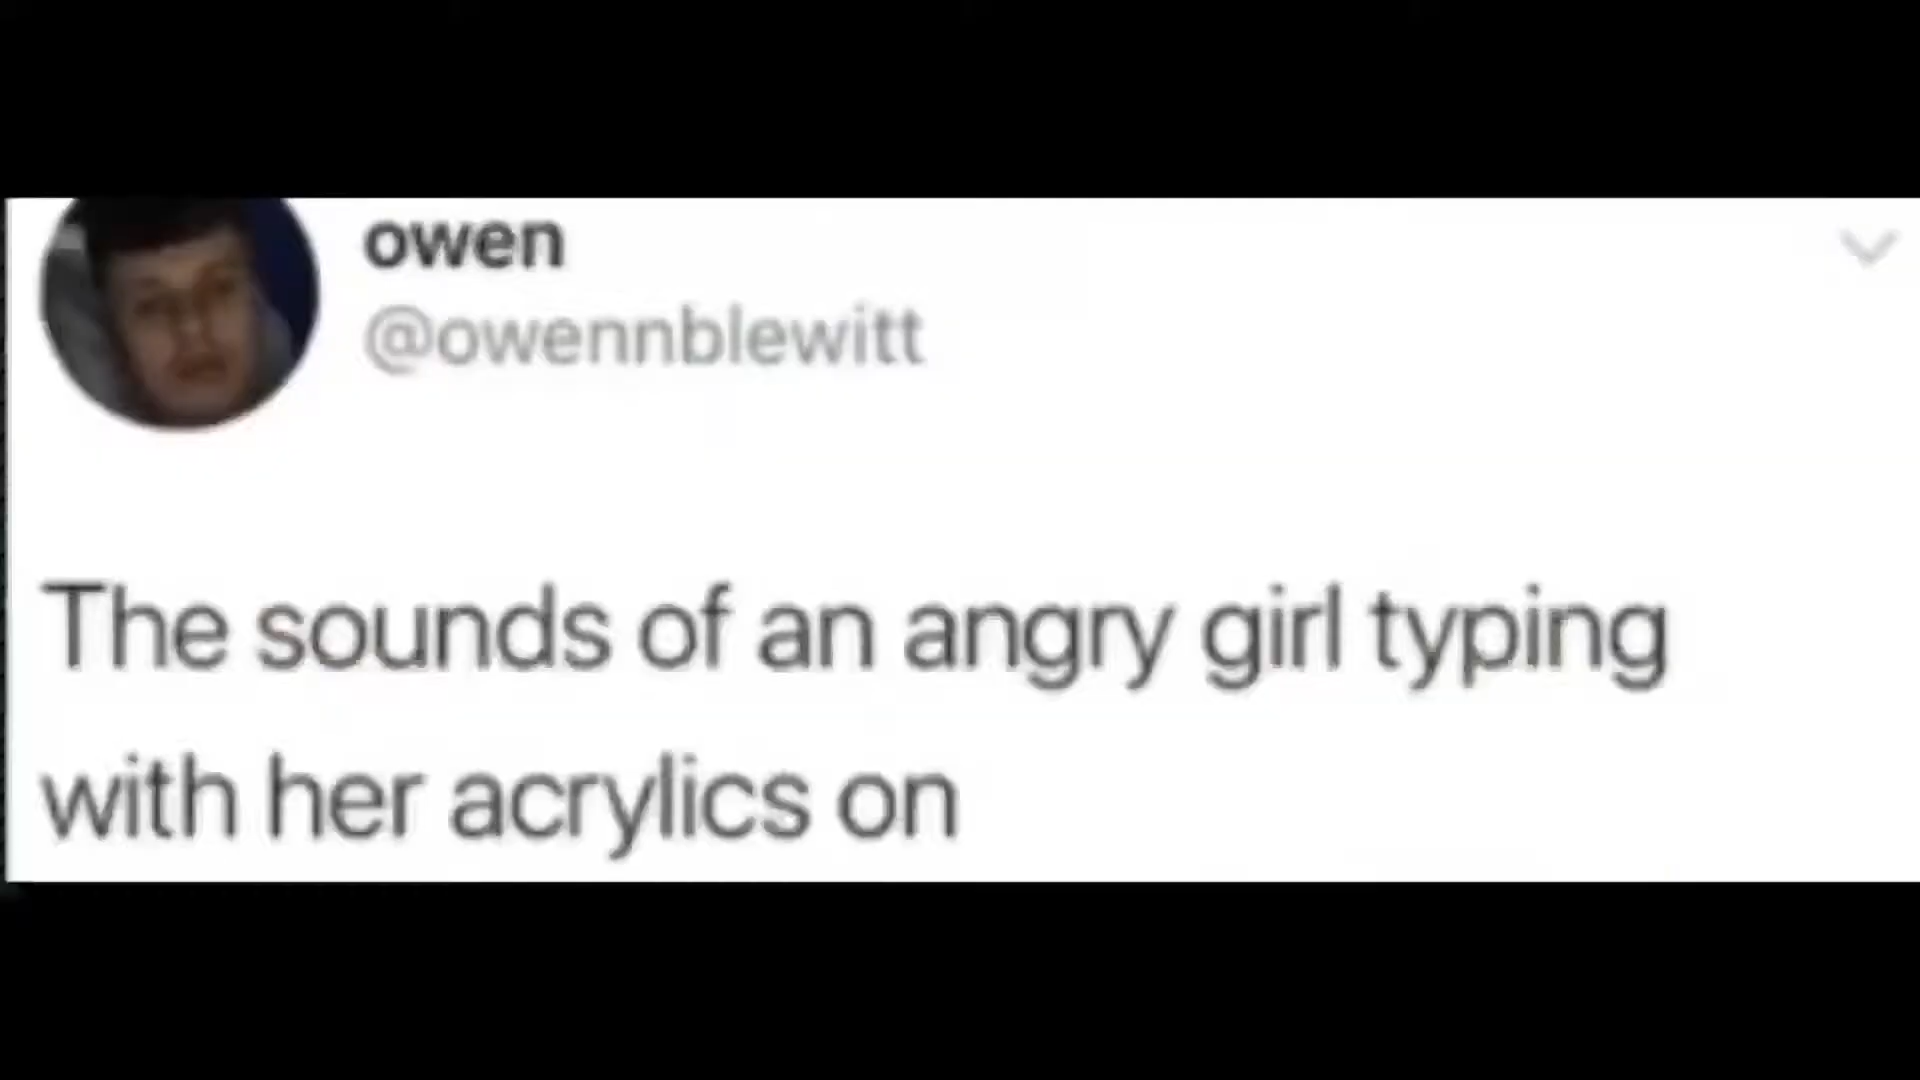 owen
@owennblewitt
The sounds of an angry girl typing
with her acrylics on